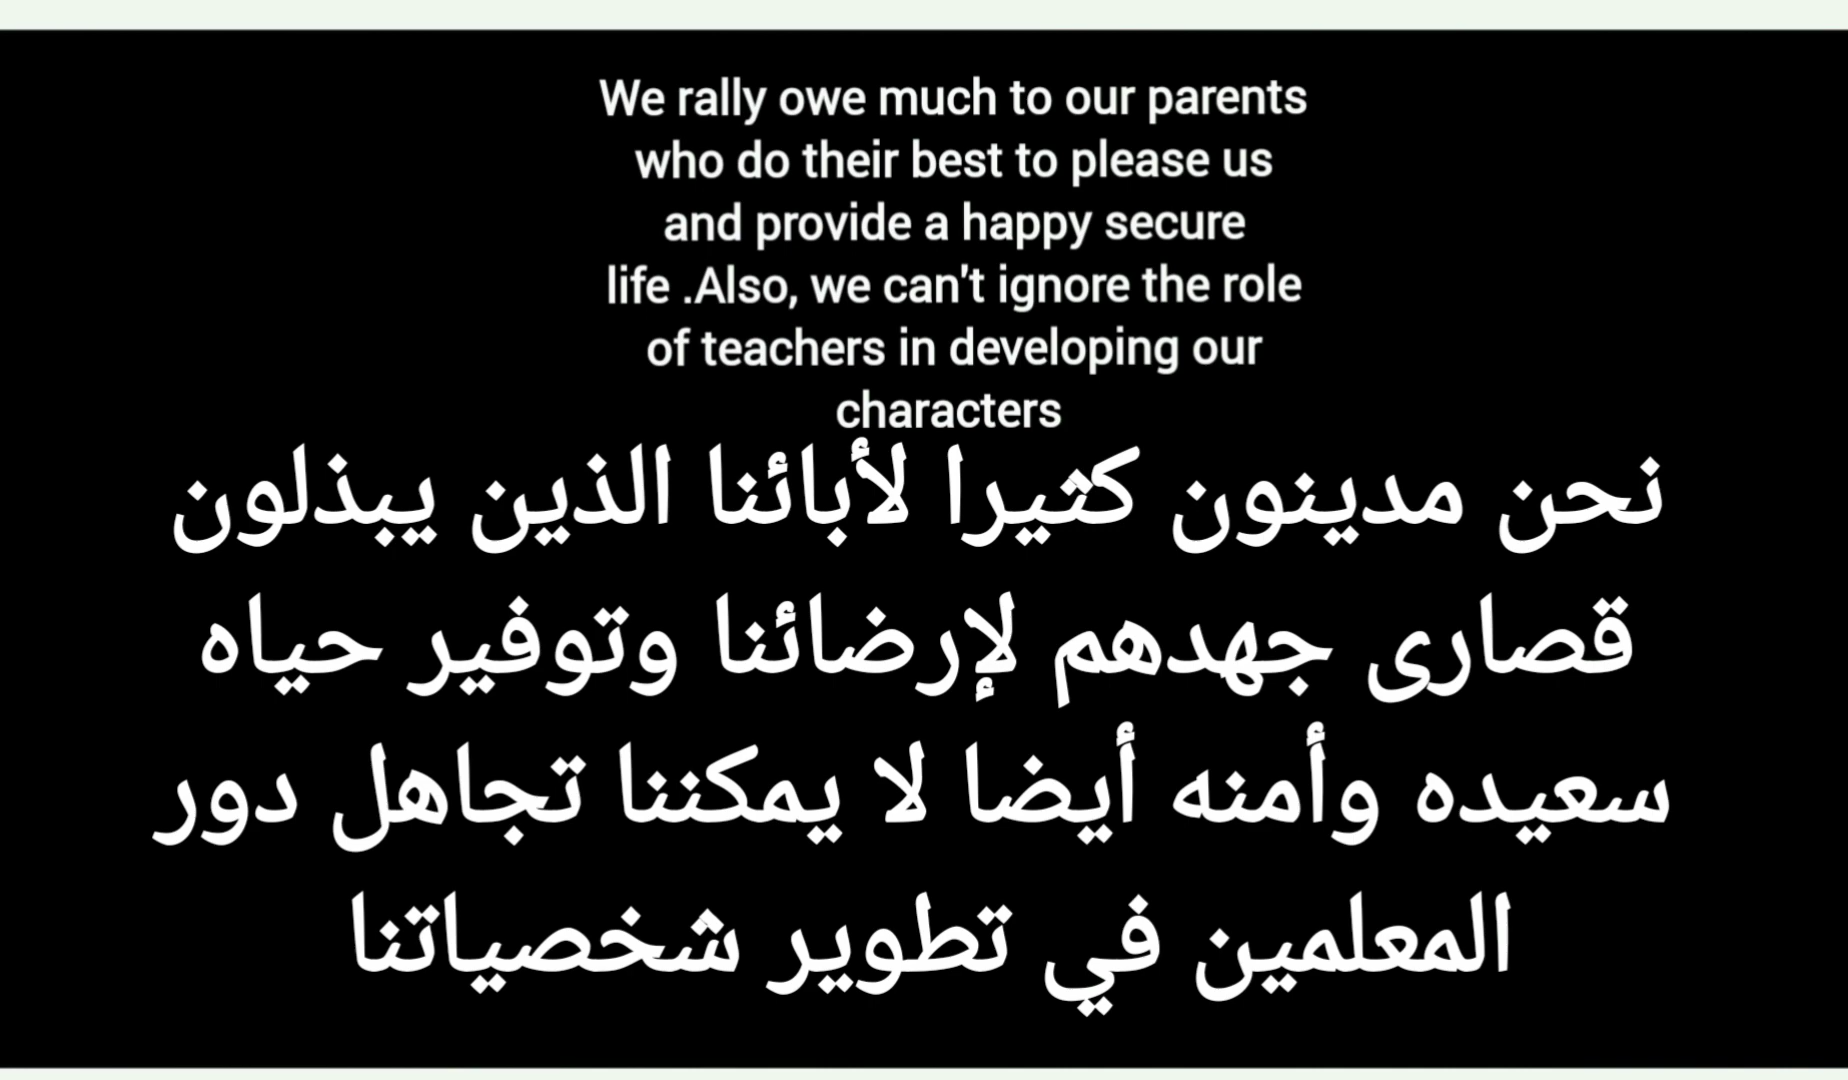 We rally owe much to our parents
who do their best to please us
and provide a happy secure
life .Also, we can't ignore the role
of teachers in developing our
characters
نحن مدينون كثيرا لأبائنا الذين يبذلون
قصارى جهدهم لإرضائنا وتوفير حياه
سعيده وأمنه أيضا لا يمكننا تجاهل دور
المعلمين في تطوير شخصياتنا